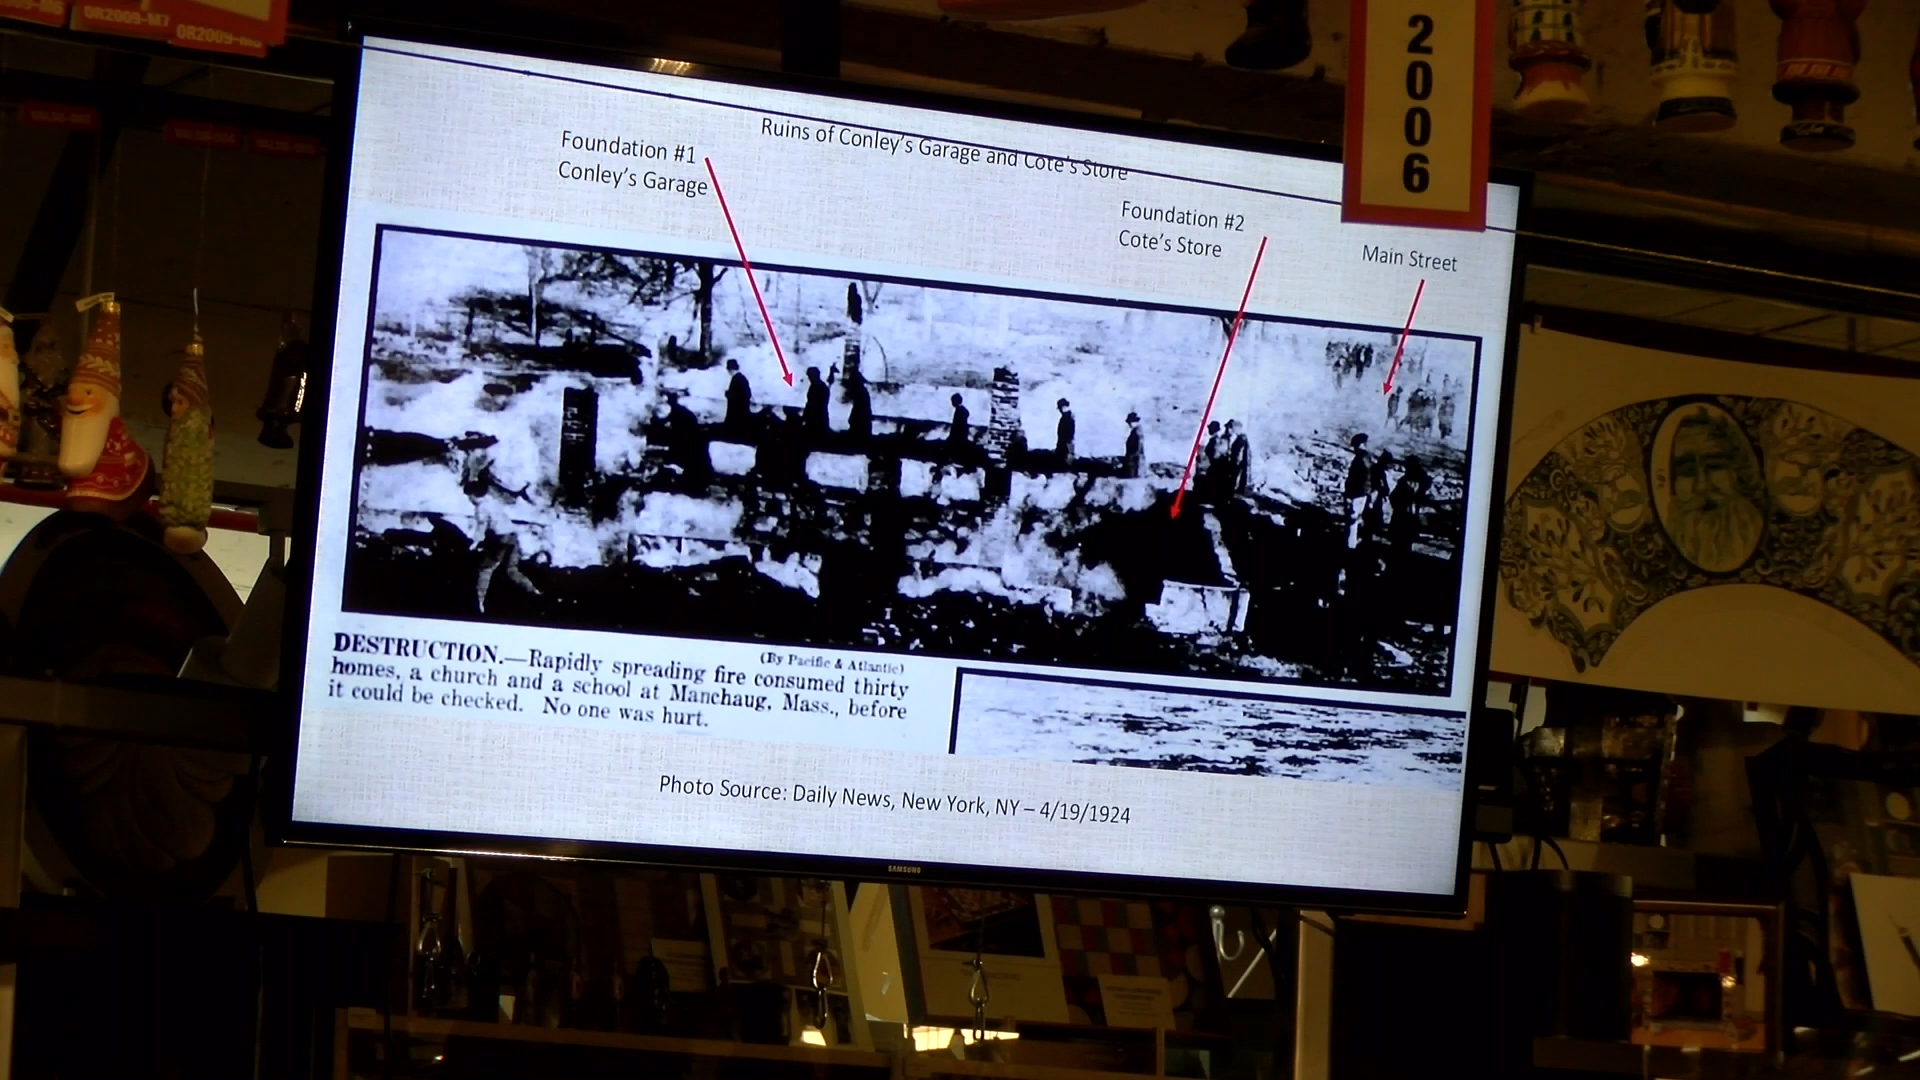 OR2009-M7
2006
Ruins of Conley's Garage and Cote's Store
Foundation #1
Conley's Garage
Foundation #2
Cote's Store
Main Street
(By Pacific & Atlantic)
DESTRUCTION.—Rapidly spreading fire consumed thirty
homes, a church and a school at Manchaug, Mass., before
it could be checked. No one was hurt.
Photo Source: Daily News, New York, NY – 4/19/1924
SAMSUNG